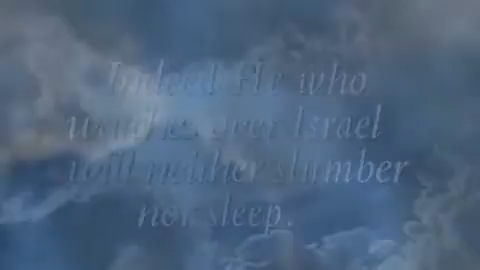 Indeed He who
watches over Israel
will neither slumber
nor sleep.